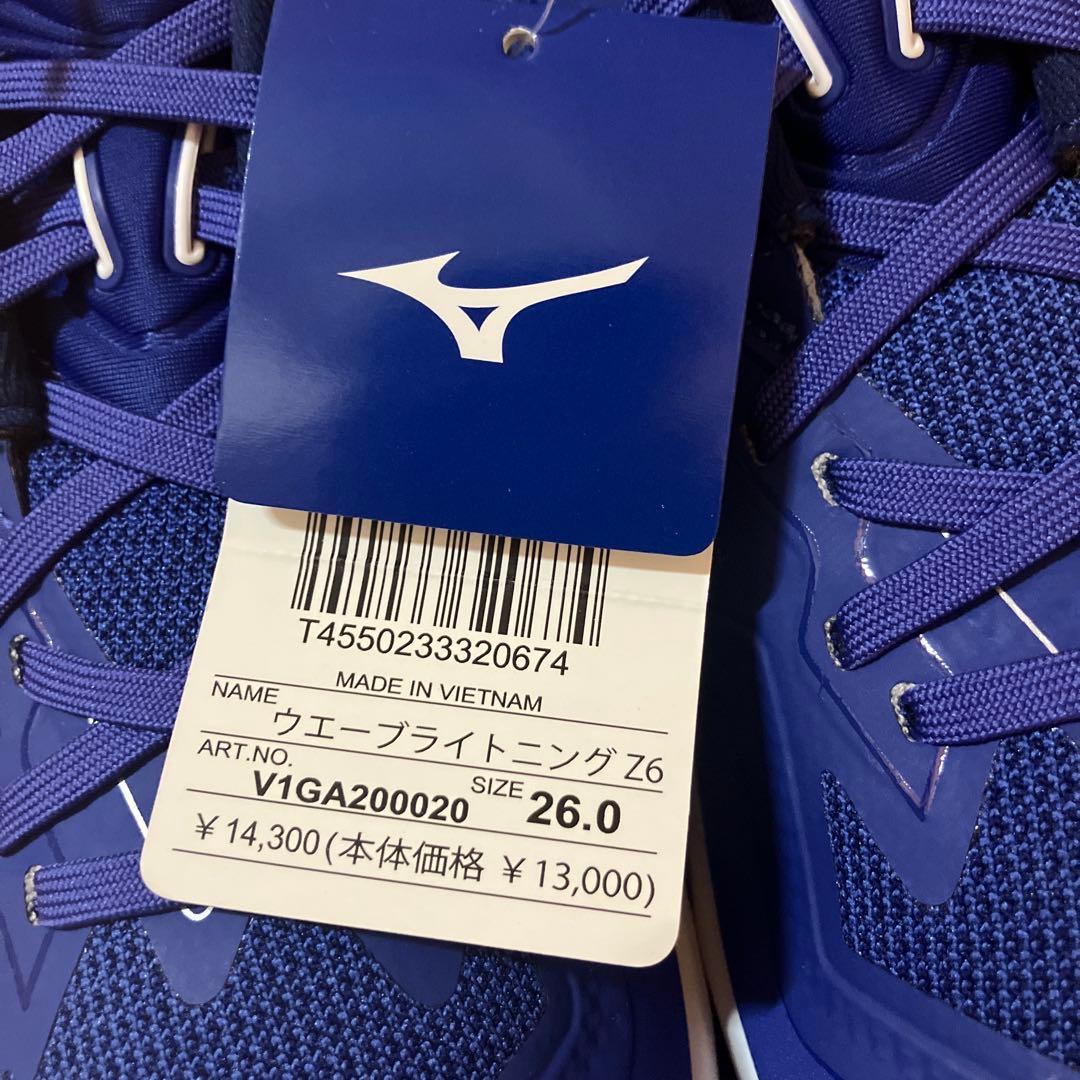 T4550233320674
MADE IN VIETNAM
NAME ウエーブライトニング Z6
ART.NO. V1GA200020 SIZE 26.0
￥14,300(本体価格 ￥13,000)